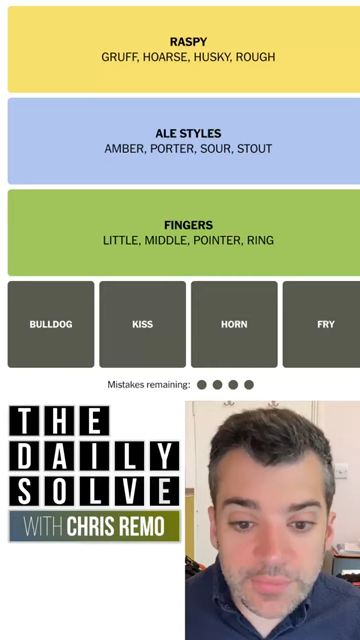 RASPY
GRUFF, HOARSE, HUSKY, ROUGH
ALE STYLES
AMBER, PORTER, SOUR, STOUT
FINGERS
LITTLE, MIDDLE, POINTER, RING
BULLDOG KISS HORN FRY
Mistakes remaining:
THE
DAILY
SOLVE
WITH CHRIS REMO